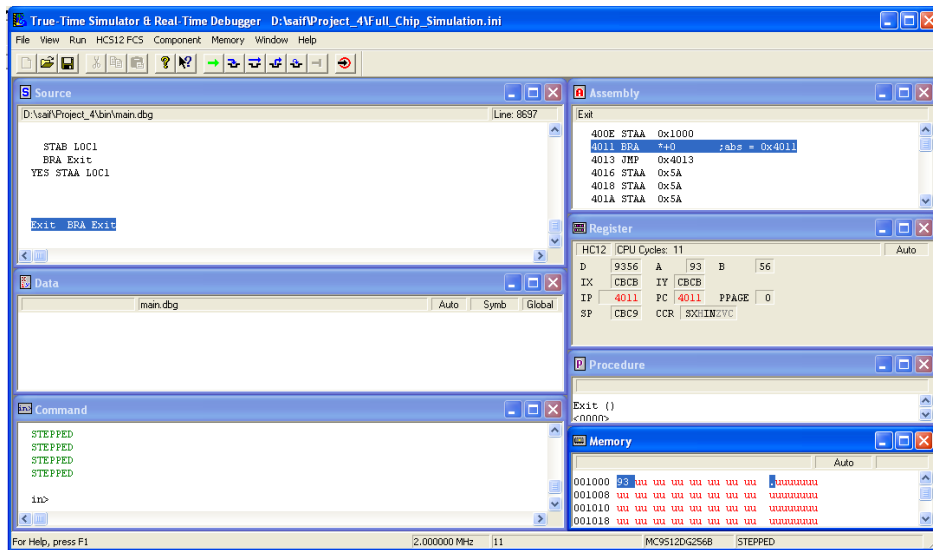 True-Time Simulator & Real-Time Debugger D:\saif\Project_4\Full_Chip_Simulation.ini
File View Run HCS12 FCS Component Memory Window Help
Source
D:\saif\Project_4\bin\main.dbg Line: 8697
STAB LOC1
BRA Exit
YES STAA LOC1
Exit BRA Exit
Data
main.dbg Auto Symb Global
Command
STEPPED
STEPPED
STEPPED
STEPPED
in>
Assembly
Exit
400E STAA 0x1000
4011 BRA *+0 ;abs = 0x4011
4013 JMP 0x4013
4016 STAA 0x5A
4018 STAA 0x5A
401A STAA 0x5A
Register
HC12 CPU Cycles: 11 Auto
D 9356 A 93 B 56
IX CBCB IY CBCB
IP 4011 PC 4011 PPAGE 0
SP CBC9 CCR SXHINZVC
Procedure
Exit ()
<0000>
Memory
Auto
001000 93 uu uu uu uu uu uu uu .uuuuuuu
001008 uu uu uu uu uu uu uu uu uuuuuuuu
001010 uu uu uu uu uu uu uu uu uuuuuuuu
001018 uu uu uu uu uu uu uu uu uuuuuuuu
For Help, press F1 2.000000 MHz 11 MC9S12DG256B STEPPED